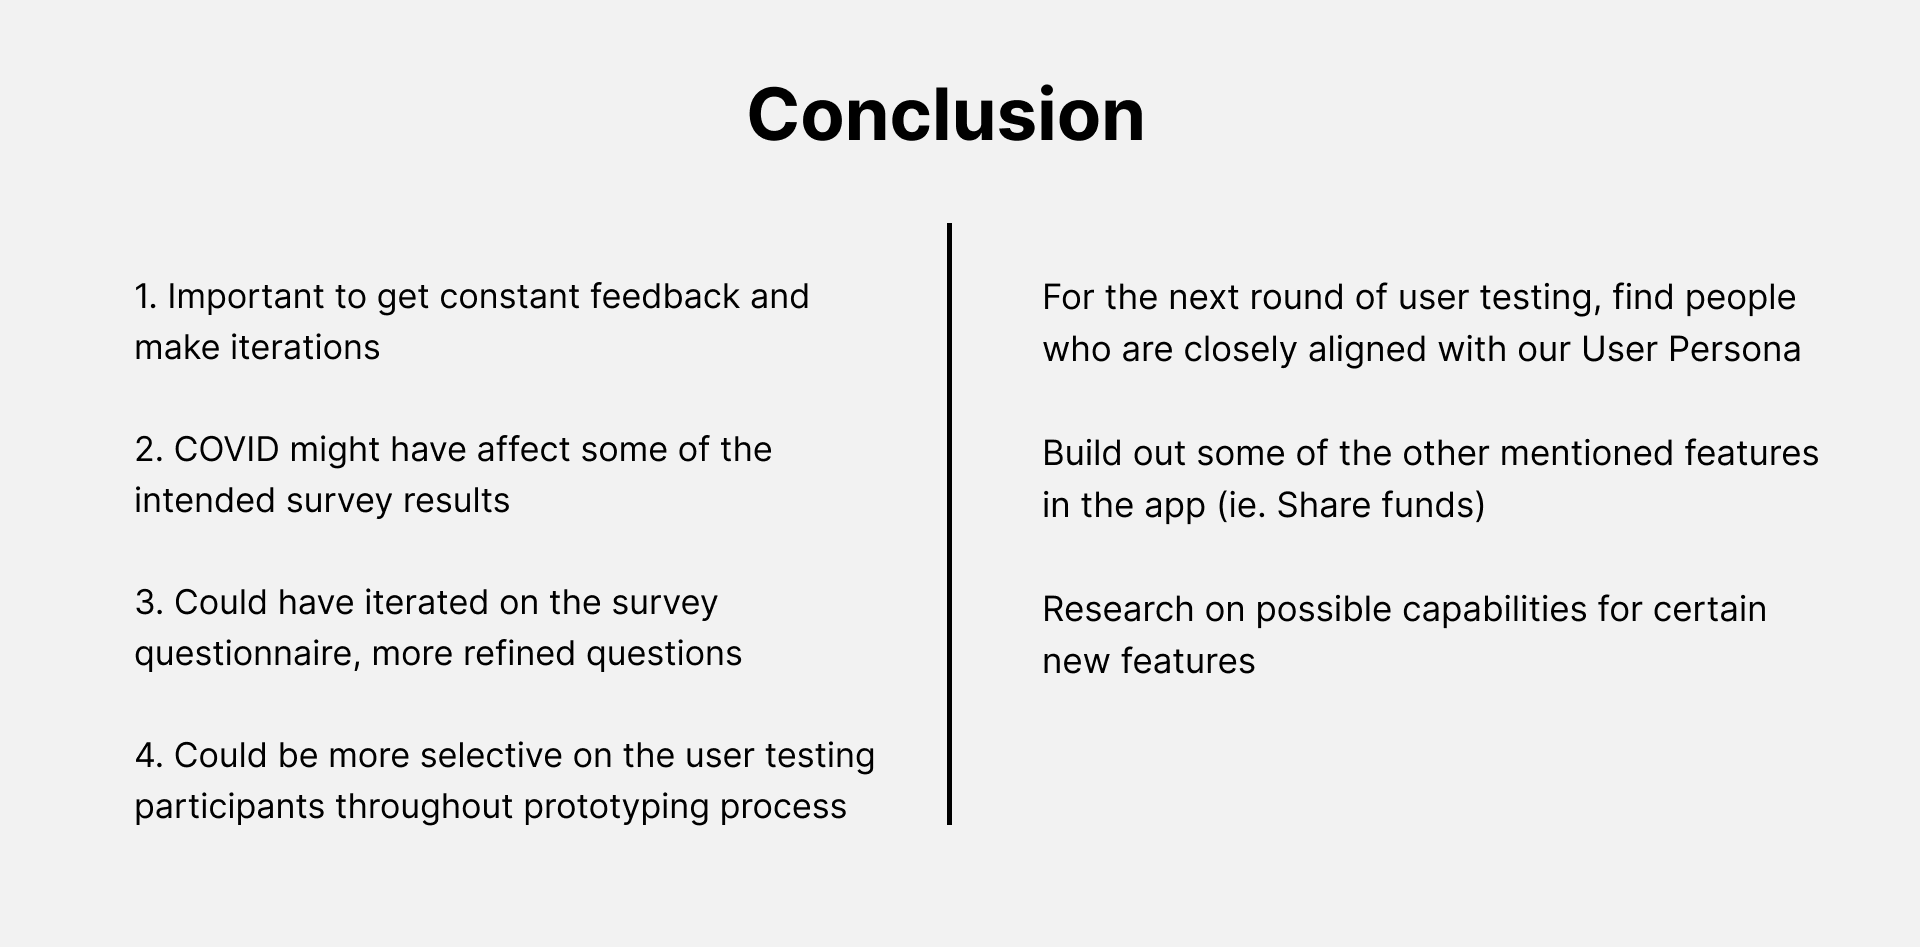 Conclusion
1. Important to get constant feedback and
make iterations
2. COVID might have affect some of the
intended survey results
3. Could have iterated on the survey
questionnaire, more refined questions
4. Could be more selective on the user testing
participants throughout prototyping process
For the next round of user testing, find people
who are closely aligned with our User Persona
Build out some of the other mentioned features
in the app (ie. Share funds)
Research on possible capabilities for certain
new features